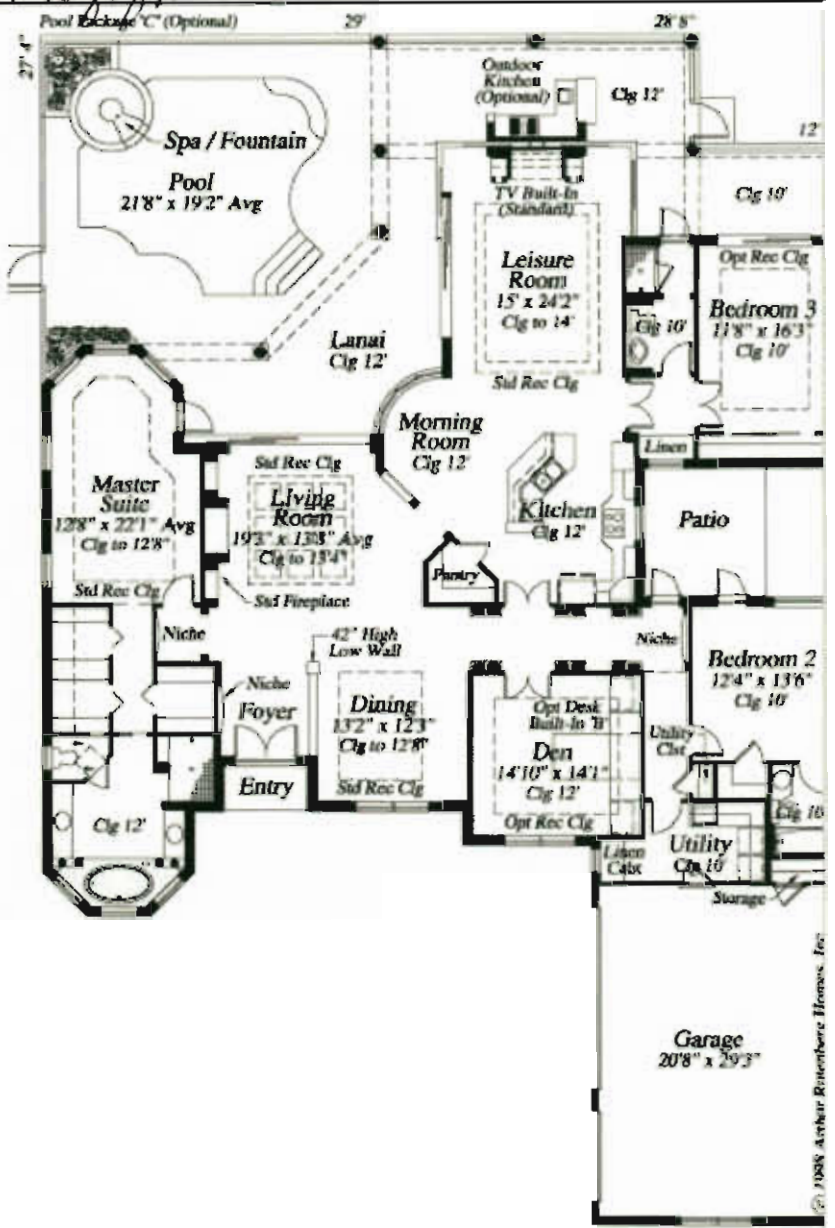 Pool Package "C" (Optional)
29'
28' 8"
27' 4"
Outdoor
Kitchen
(Optional)
Clg 12'
12'
Spa / Fountain
Pool
21'8" x 19'2" Avg
TV Built-In
(Standard)
Clg 10'
Leisure
Room
15' x 24'2"
Clg to 14'
Std Rec Clg
Opt Rec Clg
Bedroom 3
11'8" x 16'3"
Clg 10'
Clg 10'
Linen
Lanai
Clg 12'
Morning
Room
Clg 12'
Kitchen
Clg 12'
Pantry
Patio
Master
Suite
12'8" x 22'1" Avg
Clg to 12'8"
Std Rec Clg
Std Rec Clg
Living
Room
19'3" x 13'8" Avg
Clg to 13'4"
Std Fireplace
Niche
42" High
Low Wall
Niche
Foyer
Entry
Dining
13'2" x 12'3"
Clg to 12'8"
Std Rec Clg
Opt Desk
Built-In 'B'
Den
14'10" x 14'1"
Clg 12'
Opt Rec Clg
Niche
Bedroom 2
12'4" x 13'6"
Clg 10'
Utility
Clst
Clg 10'
Clg 12'
Linen
Cabt
Utility
Clg 10'
Storage
Garage
20'8" x 29'3"
© 1998 Arthur Rutenberg Homes, Inc